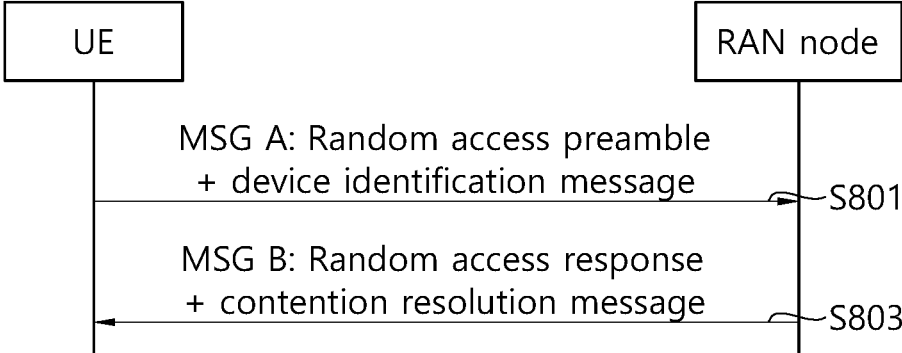 UE
RAN node
MSG A: Random access preamble
+ device identification message
S801
MSG B: Random access response
+ contention resolution message
S803